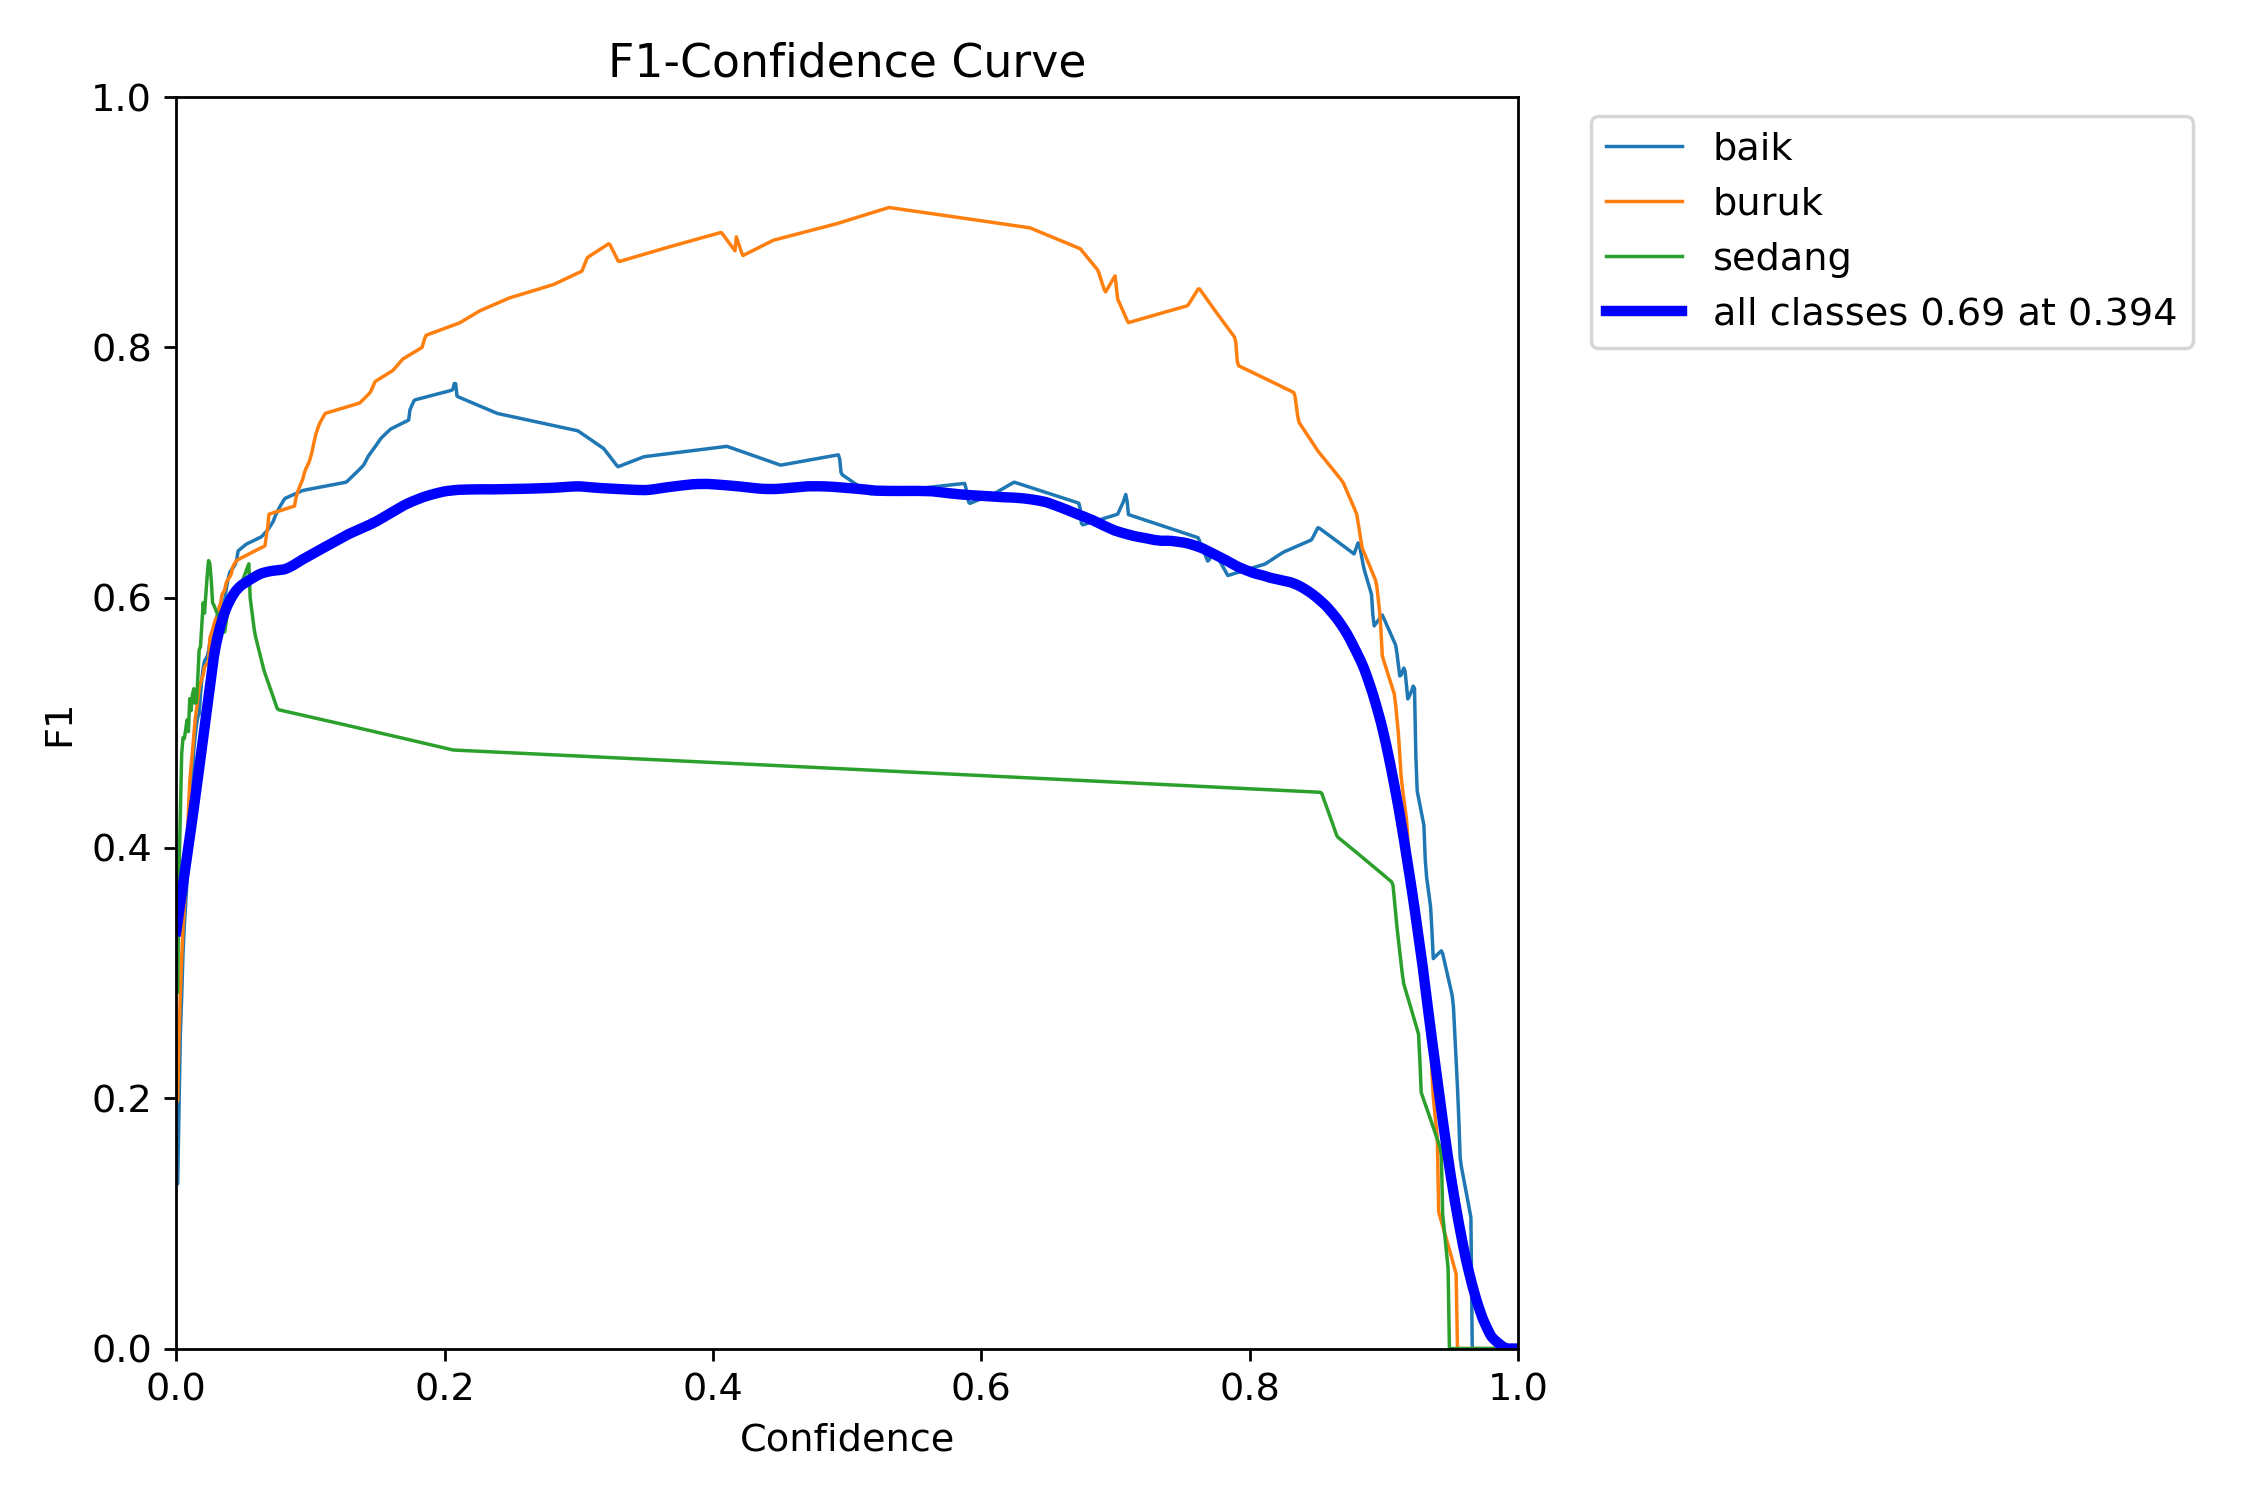 F1-Confidence Curve
1.0
0.8
0.6
0.4
0.2
0.0
F1
0.0 0.2 0.4 0.6 0.8 1.0
Confidence
baik
buruk
sedang
all classes 0.69 at 0.394